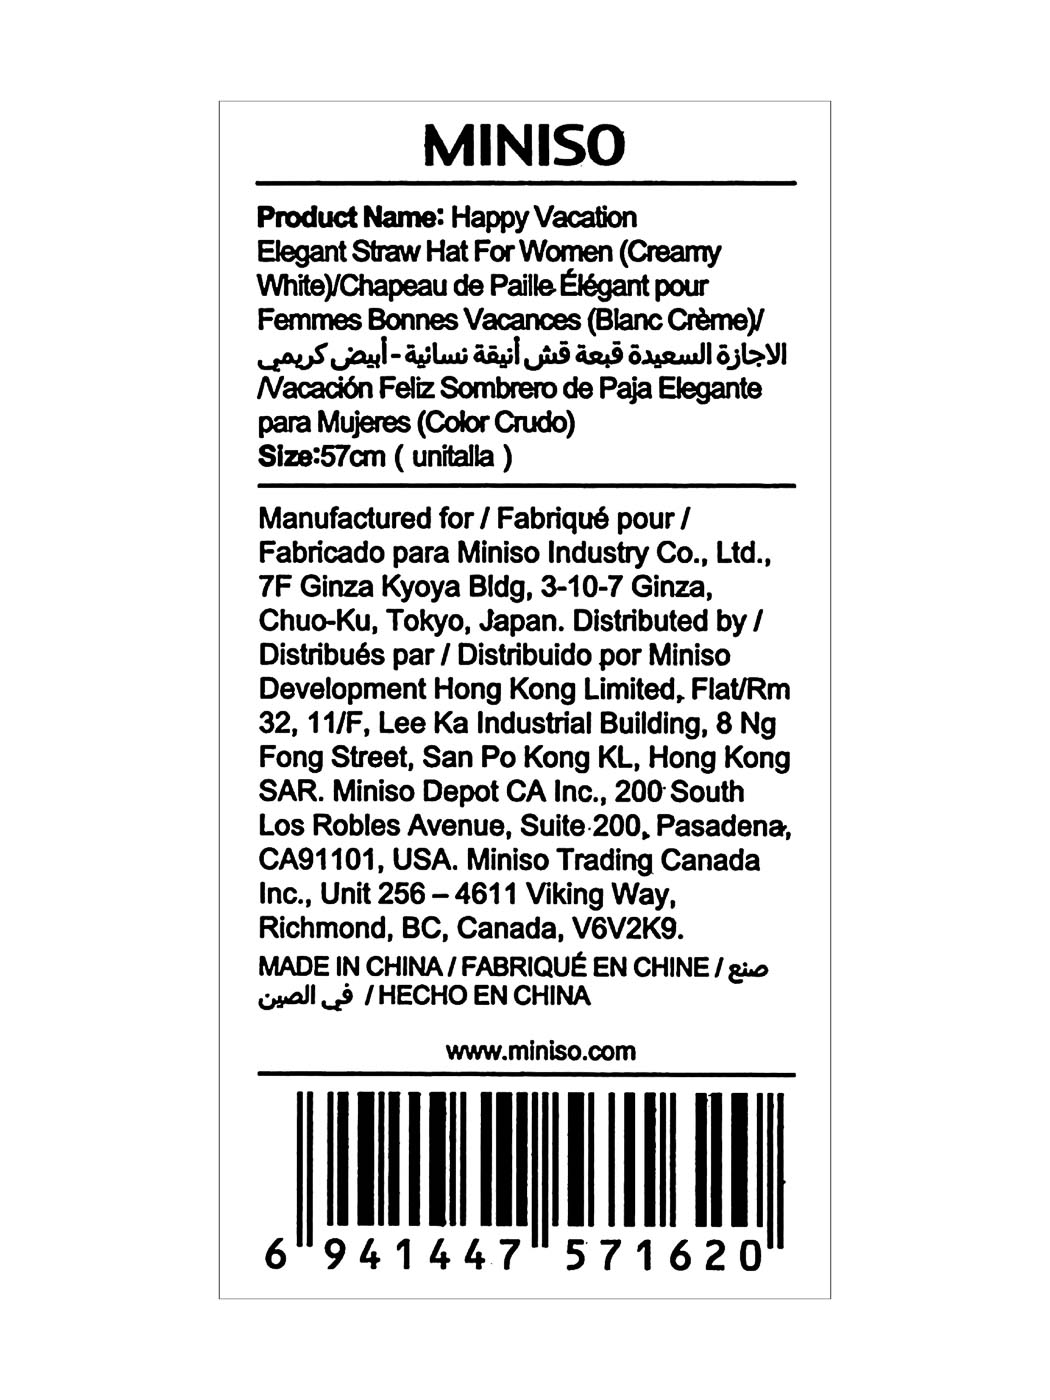 MINISO
Product Name: Happy Vacation
Elegant Straw Hat For Women (Creamy
White)/Chapeau de Paille Élégant pour
Femmes Bonnes Vacances (Blanc Crème)/
الاجازة السعيدة قبعة قش أنيقة نسائية - أبيض كريمي
/Vacación Feliz Sombrero de Paja Elegante
para Mujeres (Color Crudo)
Size:57cm ( unitalla )
Manufactured for / Fabriqué pour /
Fabricado para Miniso Industry Co., Ltd.,
7F Ginza Kyoya Bldg, 3-10-7 Ginza,
Chuo-Ku, Tokyo, Japan. Distributed by /
Distribués par / Distribuido por Miniso
Development Hong Kong Limited, Flat/Rm
32, 11/F, Lee Ka Industrial Building, 8 Ng
Fong Street, San Po Kong KL, Hong Kong
SAR. Miniso Depot CA Inc., 200 South
Los Robles Avenue, Suite 200, Pasadena,
CA91101, USA. Miniso Trading Canada
Inc., Unit 256 – 4611 Viking Way,
Richmond, BC, Canada, V6V2K9.
MADE IN CHINA / FABRIQUÉ EN CHINE / صنع
في الصين / HECHO EN CHINA
www.miniso.com
6 941447 571620